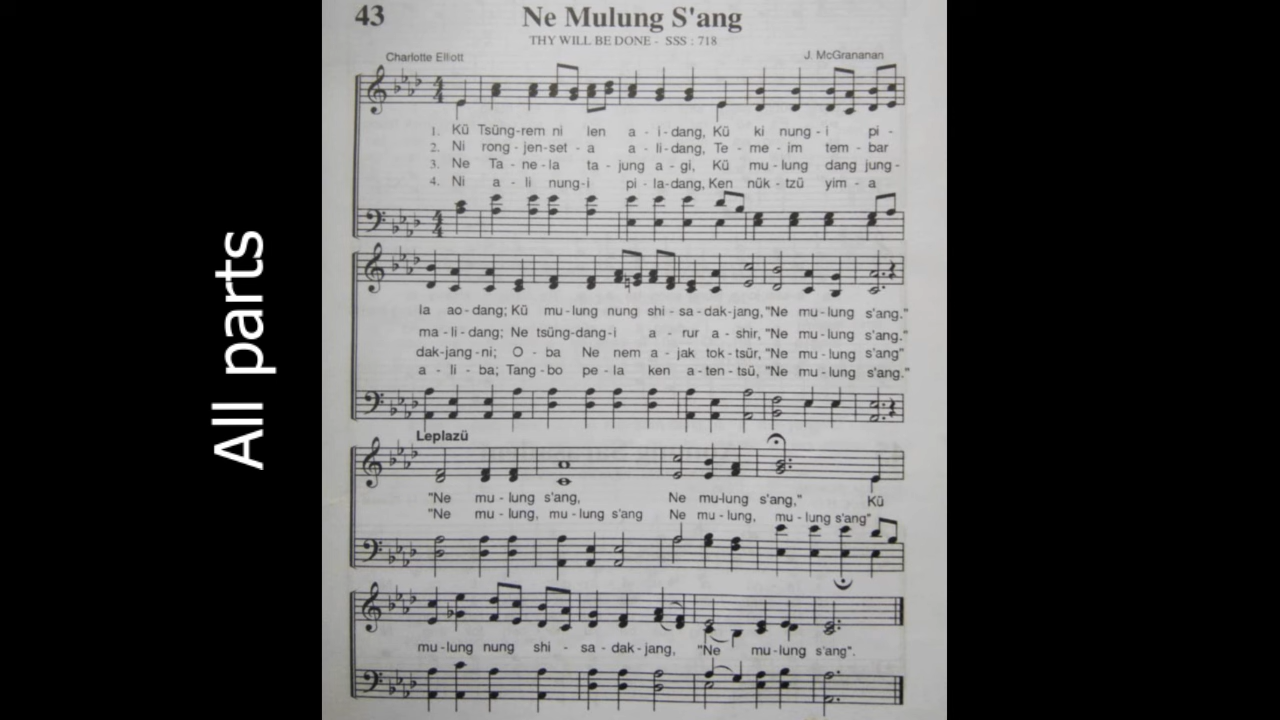 All parts
43 Ne Mulung S'ang
THY WILL BE DONE - SSS : 718
Charlotte Elliott J. McGrananan
4 4
1. Kü Tsüng-rem ni len a - i - dang, Kü ki nung - i pi -
2. Ni rong - jen-set - a a - li-dang, Te - me - im tem - bar
3. Ne Ta - ne - la ta - jung a - gi, Kü mu - lung dang jung -
4. Ni a - li nung-i pi - la-dang, Ken nük - tzü yim - a
4 4
la ao - dang; Kü mu - lung nung shi - sa - dak-jang, "Ne mu - lung s'ang."
ma - li - dang; Ne tsüng-dang-i a - rur a - shir, "Ne mu - lung s'ang."
dak-jang - ni; O - ba Ne nem a - jak tok - tsür, "Ne mu - lung s'ang"
a - li - ba; Tang - bo pe - la ken a - ten - tsü, "Ne mu - lung s'ang."
Leplazü
"Ne mu - lung s'ang, Ne mu-lung s'ang," Kü
"Ne mu - lung, mu - lung s'ang Ne mu - lung, mu - lung s'ang"
mu - lung nung shi - sa - dak - jang, "Ne mu - lung s'ang".